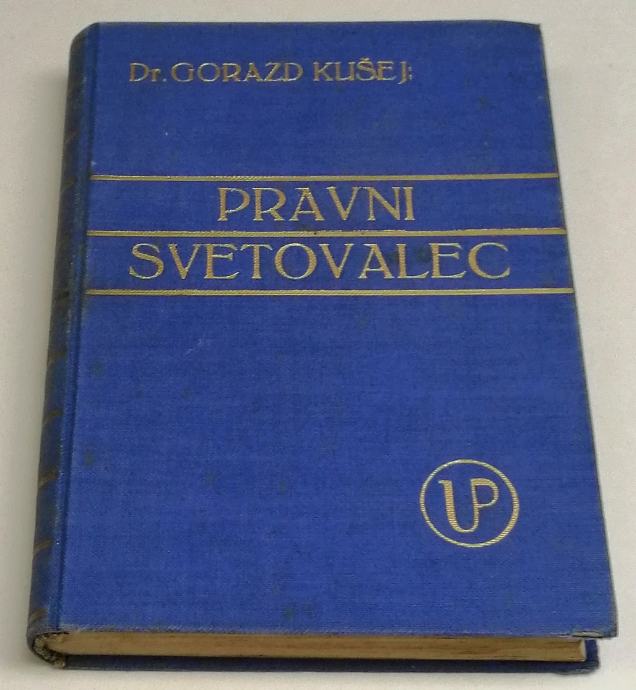 Dr. GORAZD KUŠEJ:
PRAVNI
SVETOVALEC
UP